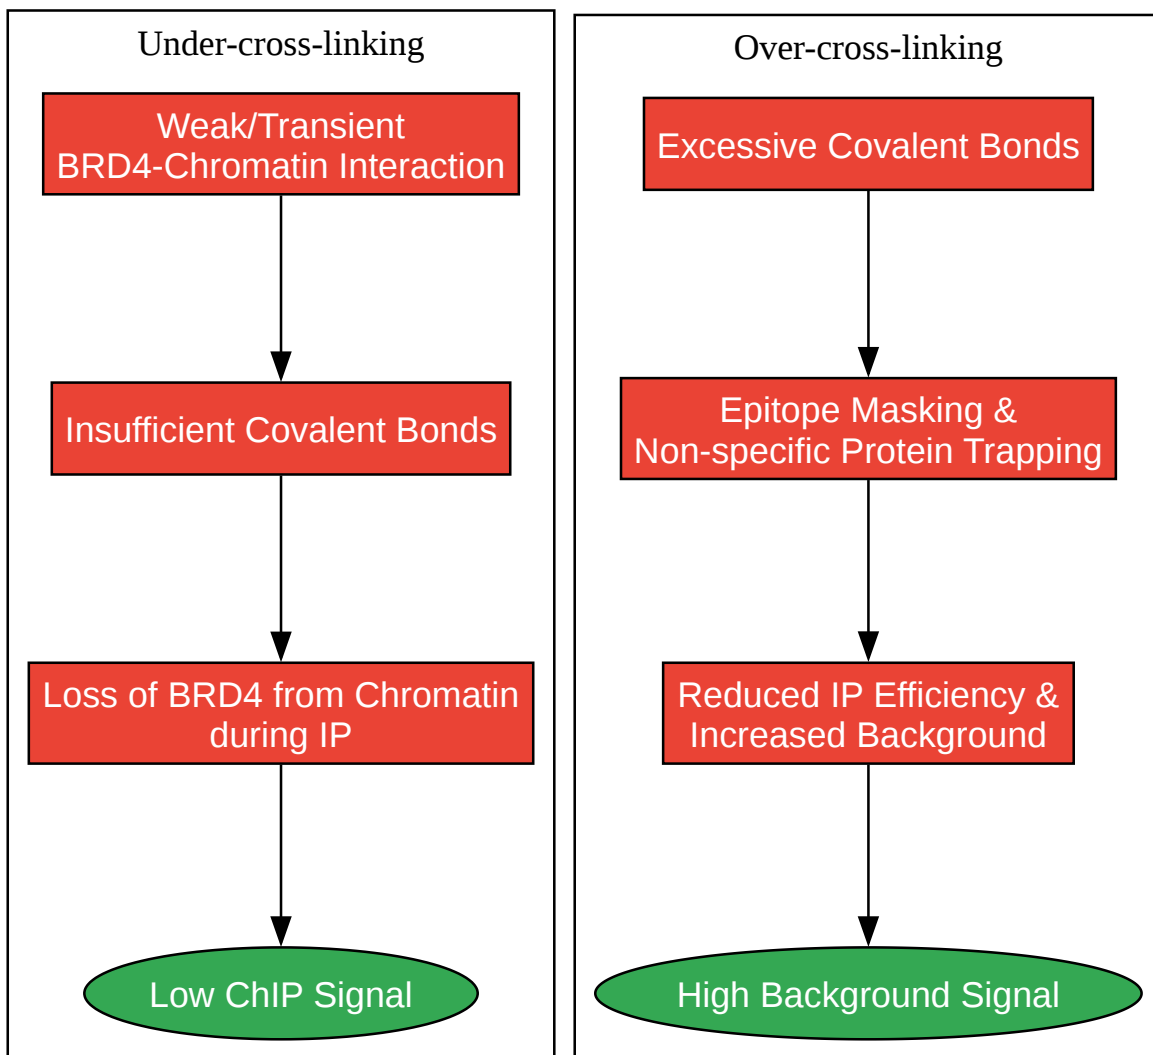 Under-cross-linking
Weak/Transient
BRD4-Chromatin Interaction
Insufficient Covalent Bonds
Loss of BRD4 from Chromatin
during IP
Low ChIP Signal
Over-cross-linking
Excessive Covalent Bonds
Epitope Masking &
Non-specific Protein Trapping
Reduced IP Efficiency &
Increased Background
High Background Signal